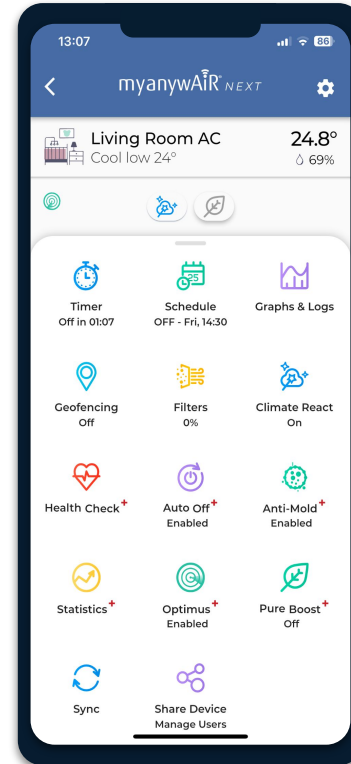 13:07
86
myanywAiR NEXT
Living Room AC
24.8°
Cool low 24°
69%
Timer
Off in 01:07
25
Schedule
OFF - Fri, 14:30
Graphs & Logs
Geofencing
Off
Filters
0%
Climate React
On
Health Check+
Auto Off+
Enabled
Anti-Mold+
Enabled
Statistics+
Optimus+
Enabled
Pure Boost+
Off
Sync
Share Device
Manage Users